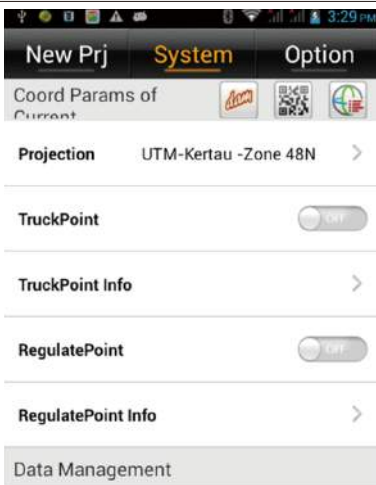 3:29 PM
New Prj System Option
Coord Params of
Current
Projection UTM-Kertau -Zone 48N
TruckPoint OFF
TruckPoint Info
RegulatePoint OFF
RegulatePoint Info
Data Management